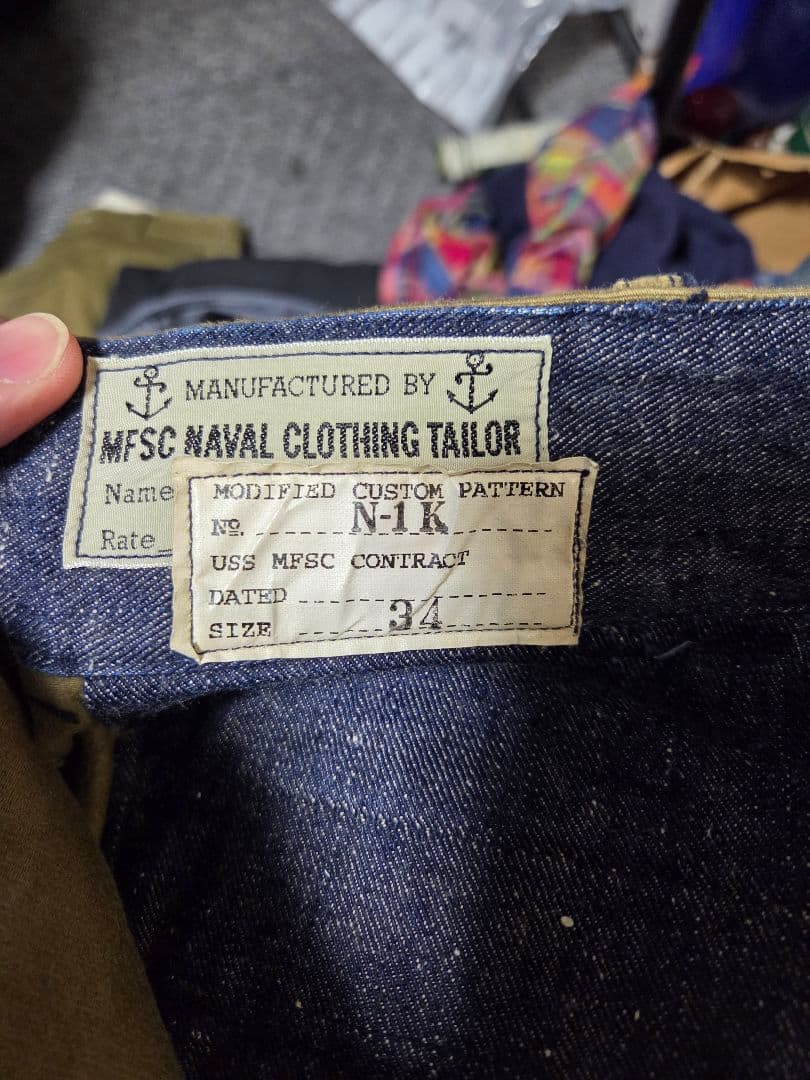 MANUFACTURED BY
MFSC NAVAL CLOTHING TAILOR
Name
Rate
MODIFIED CUSTOM PATTERN
No. N-1K
USS MFSC CONTRACT
DATED
SIZE 34